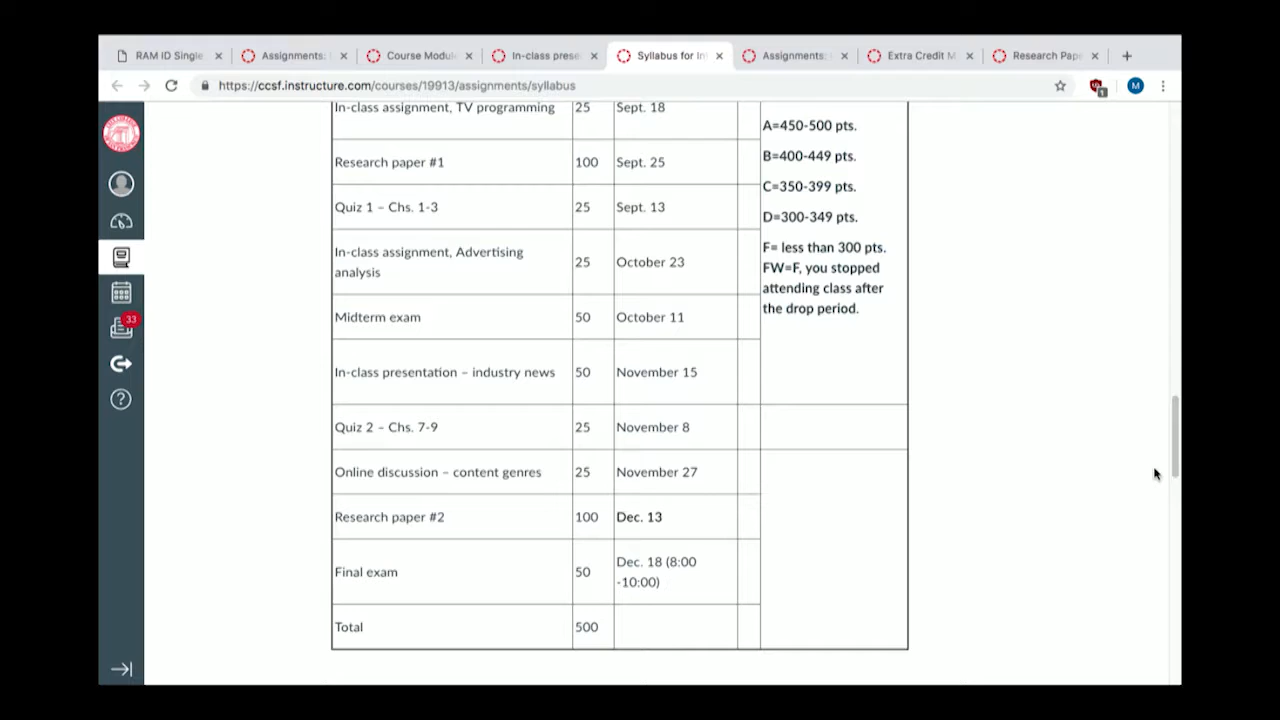 RAM ID Single
Assignments:
Course Modul
In-class prese
Syllabus for In
Assignments:
Extra Credit M
Research Pape
https://ccsf.instructure.com/courses/19913/assignments/syllabus
M
1
33
In-class assignment, TV programming 25 Sept. 18
Research paper #1 100 Sept. 25
Quiz 1 – Chs. 1-3 25 Sept. 13
In-class assignment, Advertising
analysis 25 October 23
Midterm exam 50 October 11
In-class presentation – industry news 50 November 15
Quiz 2 – Chs. 7-9 25 November 8
Online discussion – content genres 25 November 27
Research paper #2 100 Dec. 13
Final exam 50 Dec. 18 (8:00
-10:00)
Total 500
A=450-500 pts.
B=400-449 pts.
C=350-399 pts.
D=300-349 pts.
F= less than 300 pts.
FW=F, you stopped
attending class after
the drop period.